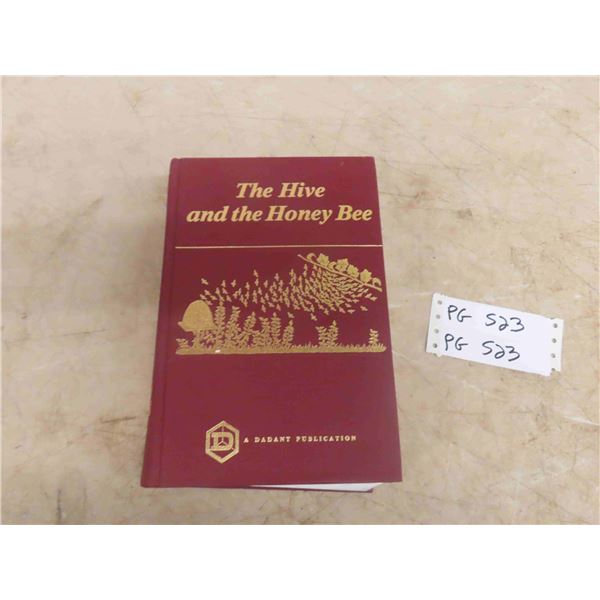 The Hive
and the Honey Bee
A DADANT PUBLICATION
PG 523
PG 523